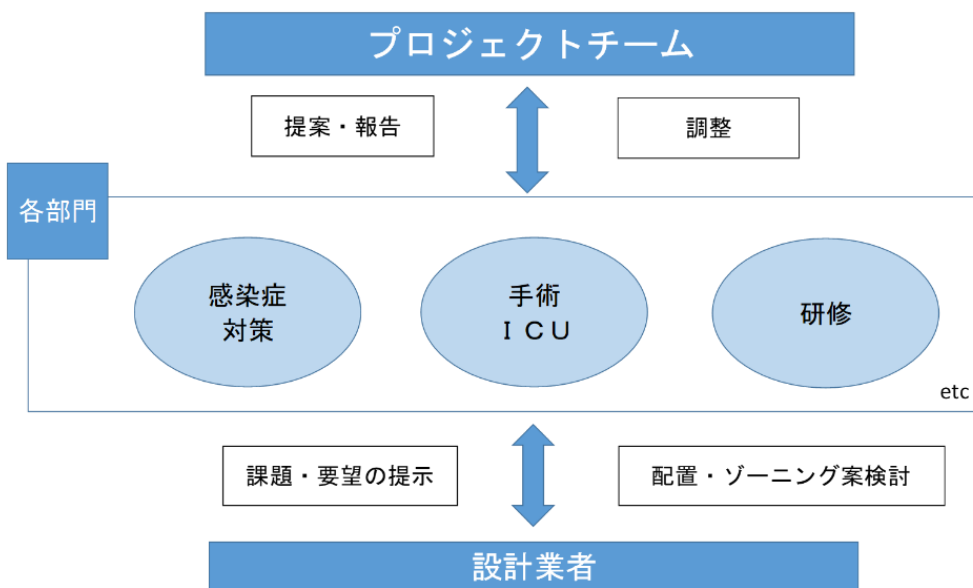 プロジェクトチーム
提案・報告
調整
各部門
感染症
対策
手術
ＩＣＵ
研修
etc
課題・要望の提示
配置・ゾーニング案検討
設計業者